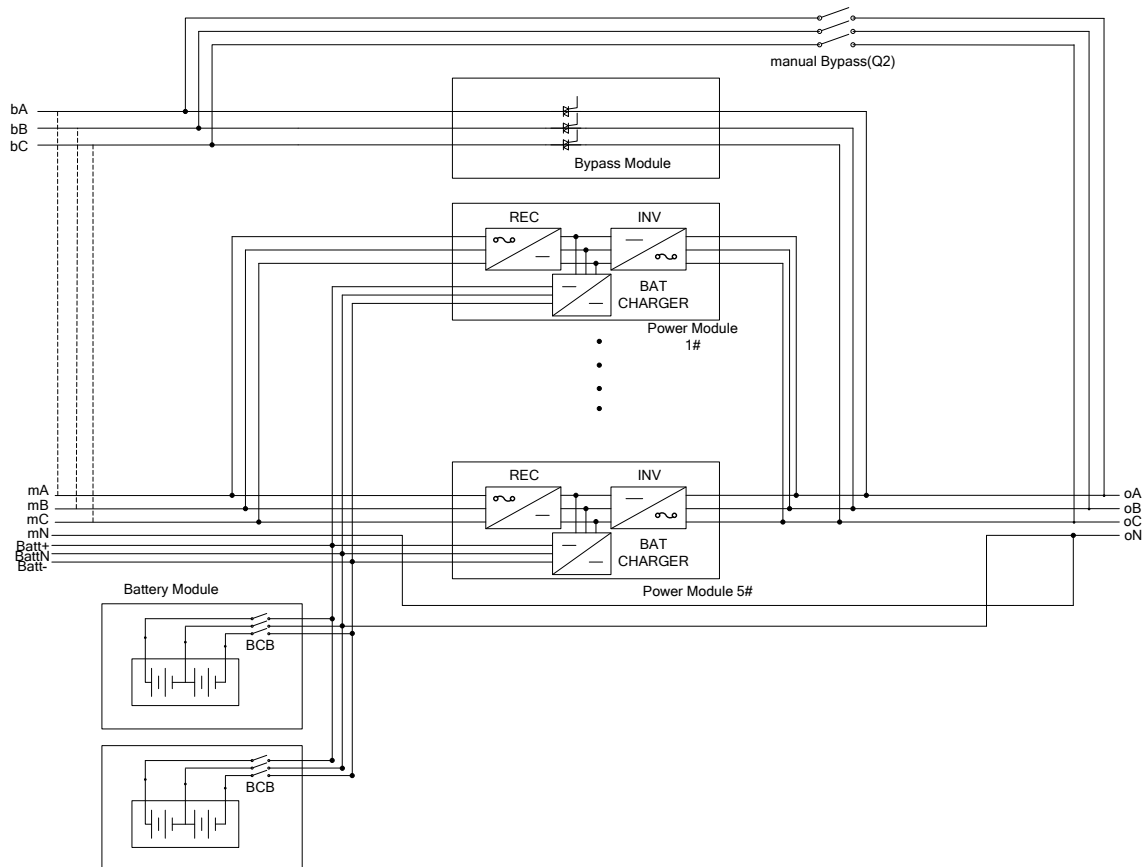 manual Bypass(Q2)
bA
bB
bC
Bypass Module
REC
INV
BAT
CHARGER
Power Module
1#
mA
mB
mC
mN
Batt+
BattN
Batt-
REC
INV
BAT
CHARGER
Power Module 5#
oA
oB
oC
oN
Battery Module
BCB
BCB